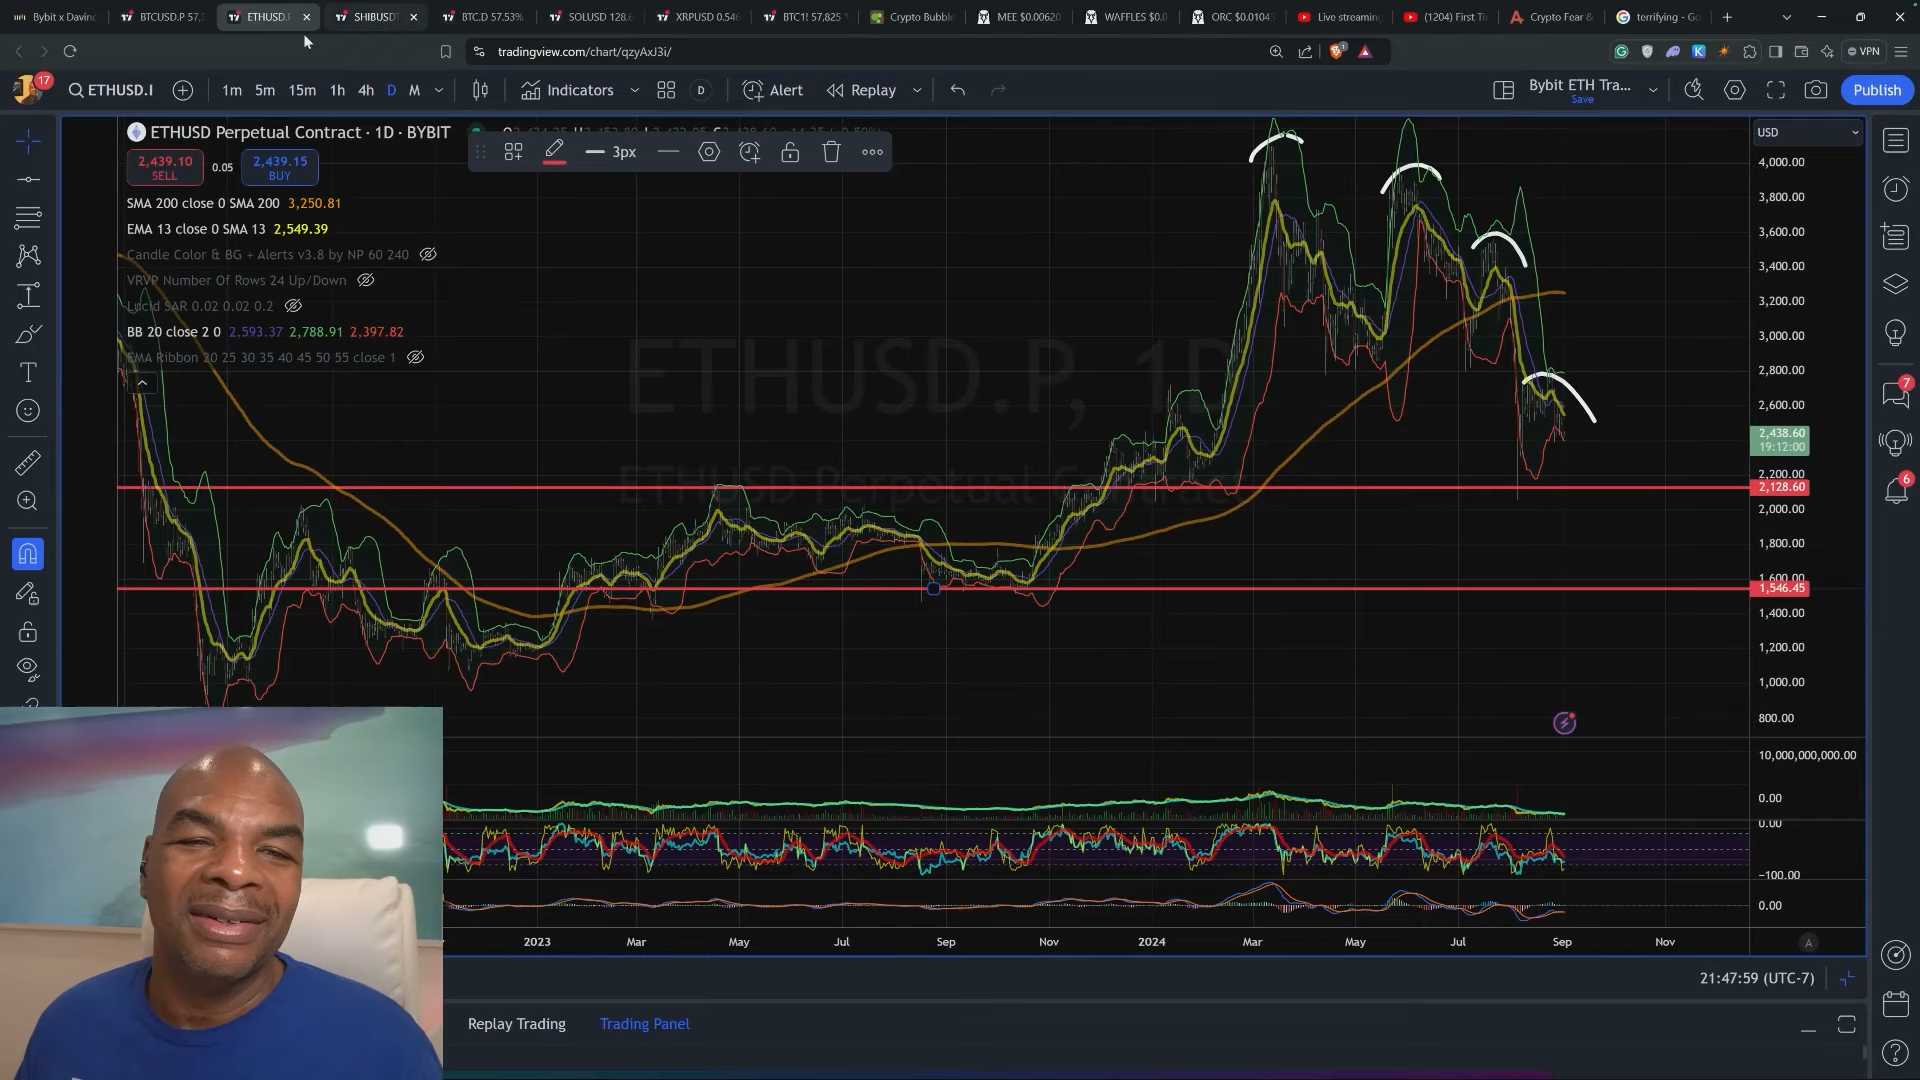 Bybit x Davinc
BTCUSD.P 57,5
ETHUSD.P
SHIBUSDT
BTC.D 57.53%
SOLUSD 128.6
XRPUSD 0.546
BTC1! 57,825
Crypto Bubble
MEE $0.00620
WAFFLES $0.0
ORC $0.01043
Live streaming
(1204) First Ti
Crypto Fear &
terrifying - Go
tradingview.com/chart/qzyAxJ3i/
VPN
17
ETHUSD.I
1m 5m 15m 1h 4h D M
Indicators
D
Alert
Replay
Bybit ETH Tra...
Save
Publish
ETHUSD Perpetual Contract · 1D · BYBIT
3px
2,439.10
SELL
0.05
2,439.15
BUY
SMA 200 close 0 SMA 200 3,250.81
EMA 13 close 0 SMA 13 2,549.39
Candle Color & BG + Alerts v3.8 by NP 60 240
VRVP Number Of Rows 24 Up/Down
Lucid SAR 0.02 0.02 0.2
BB 20 close 2 0 2,593.37 2,788.91 2,397.82
EMA Ribbon 20 25 30 35 40 45 50 55 close 1
ETHUSD.P, 1D
ETHUSD Perpetual Contract
USD
4,000.00
3,800.00
3,600.00
3,400.00
3,200.00
3,000.00
2,800.00
2,600.00
2,438.60
19:12:00
2,200.00
2,128.60
2,000.00
1,800.00
1,600.00
1,546.45
1,400.00
1,200.00
1,000.00
800.00
10,000,000,000.00
0.00
0.00
-100.00
0.00
7
6
2023 Mar May Jul Sep Nov 2024 Mar May Jul Sep Nov
A
21:47:59 (UTC-7)
Replay Trading
Trading Panel